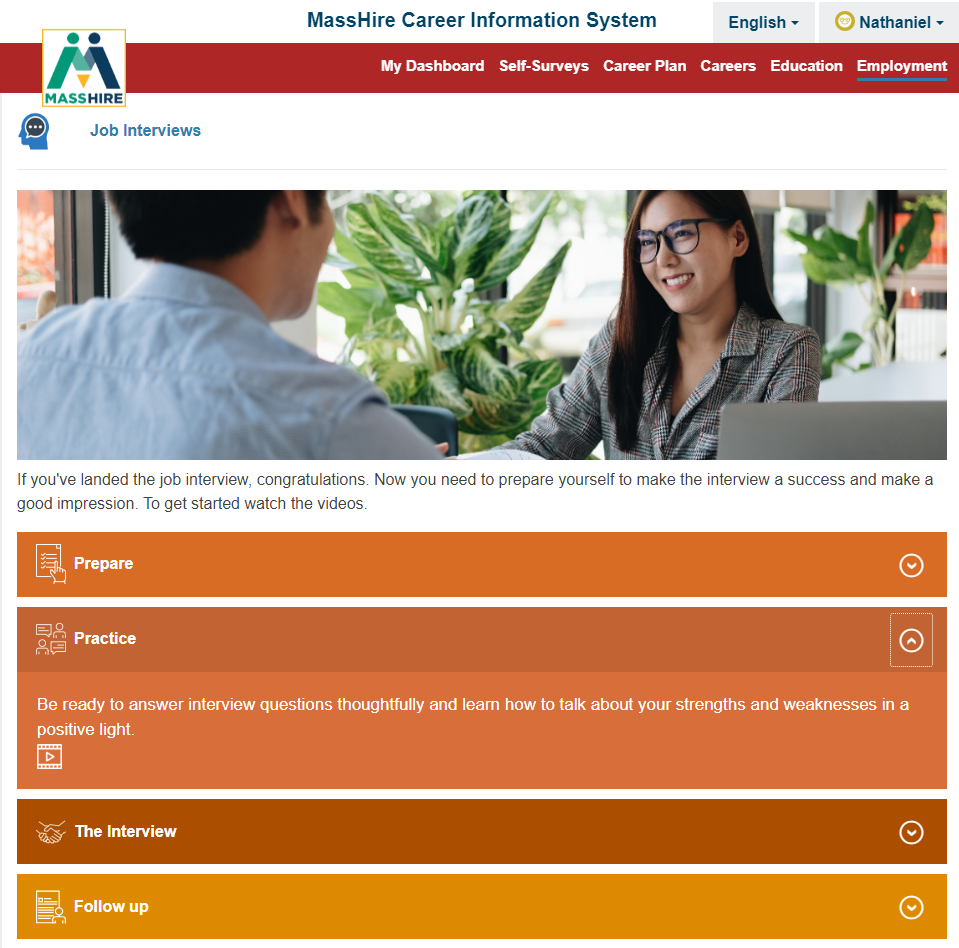 MassHire Career Information System
English
Nathaniel
MASSHIRE
My Dashboard Self-Surveys Career Plan Careers Education Employment
Job Interviews
If you've landed the job interview, congratulations. Now you need to prepare yourself to make the interview a success and make a
good impression. To get started watch the videos.
Prepare
Practice
Be ready to answer interview questions thoughtfully and learn how to talk about your strengths and weaknesses in a
positive light.
The Interview
Follow up